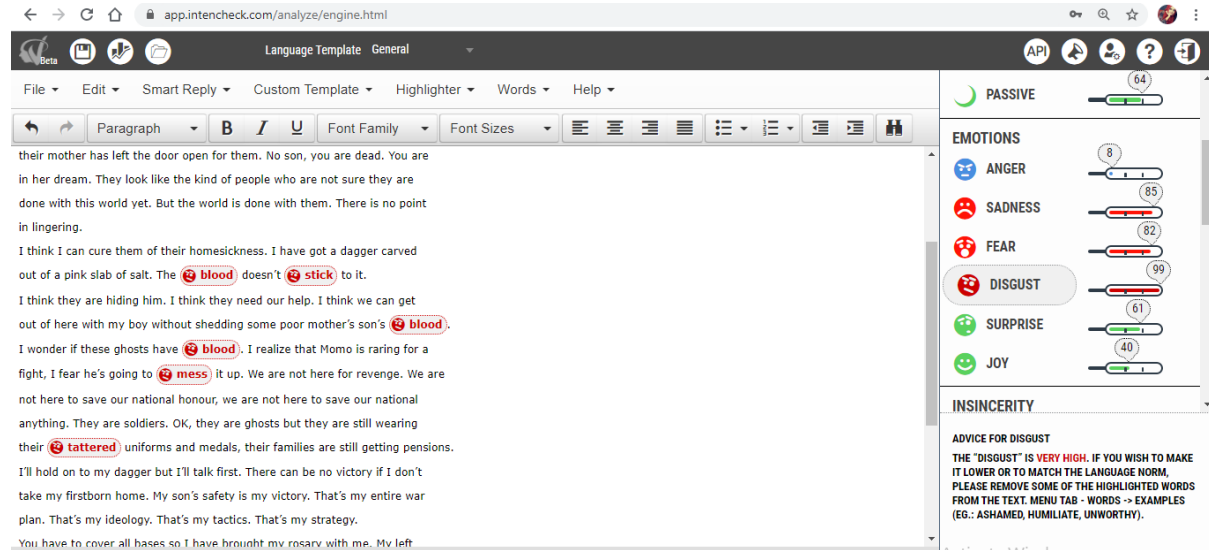 app.intencheck.com/analyze/engine.html
Beta
Language Template General
API
File Edit Smart Reply Custom Template Highlighter Words Help
Paragraph B I U Font Family Font Sizes
their mother has left the door open for them. No son, you are dead. You are
in her dream. They look like the kind of people who are not sure they are
done with this world yet. But the world is done with them. There is no point
in lingering.
I think I can cure them of their homesickness. I have got a dagger carved
out of a pink slab of salt. The blood doesn't stick to it.
I think they are hiding him. I think they need our help. I think we can get
out of here with my boy without shedding some poor mother's son's blood.
I wonder if these ghosts have blood. I realize that Momo is raring for a
fight, I fear he's going to mess it up. We are not here for revenge. We are
not here to save our national honour, we are not here to save our national
anything. They are soldiers. OK, they are ghosts but they are still wearing
their tattered uniforms and medals, their families are still getting pensions.
I'll hold on to my dagger but I'll talk first. There can be no victory if I don't
take my firstborn home. My son's safety is my victory. That's my entire war
plan. That's my ideology. That's my tactics. That's my strategy.
You have to cover all bases so I have brought my rosary with me. My left
64
PASSIVE
EMOTIONS
8
ANGER
85
SADNESS
82
FEAR
99
DISGUST
61
SURPRISE
40
JOY
INSINCERITY
ADVICE FOR DISGUST
THE "DISGUST" IS VERY HIGH. IF YOU WISH TO MAKE
IT LOWER OR TO MATCH THE LANGUAGE NORM,
PLEASE REMOVE SOME OF THE HIGHLIGHTED WORDS
FROM THE TEXT. MENU TAB - WORDS -> EXAMPLES
(EG.: ASHAMED, HUMILIATE, UNWORTHY).